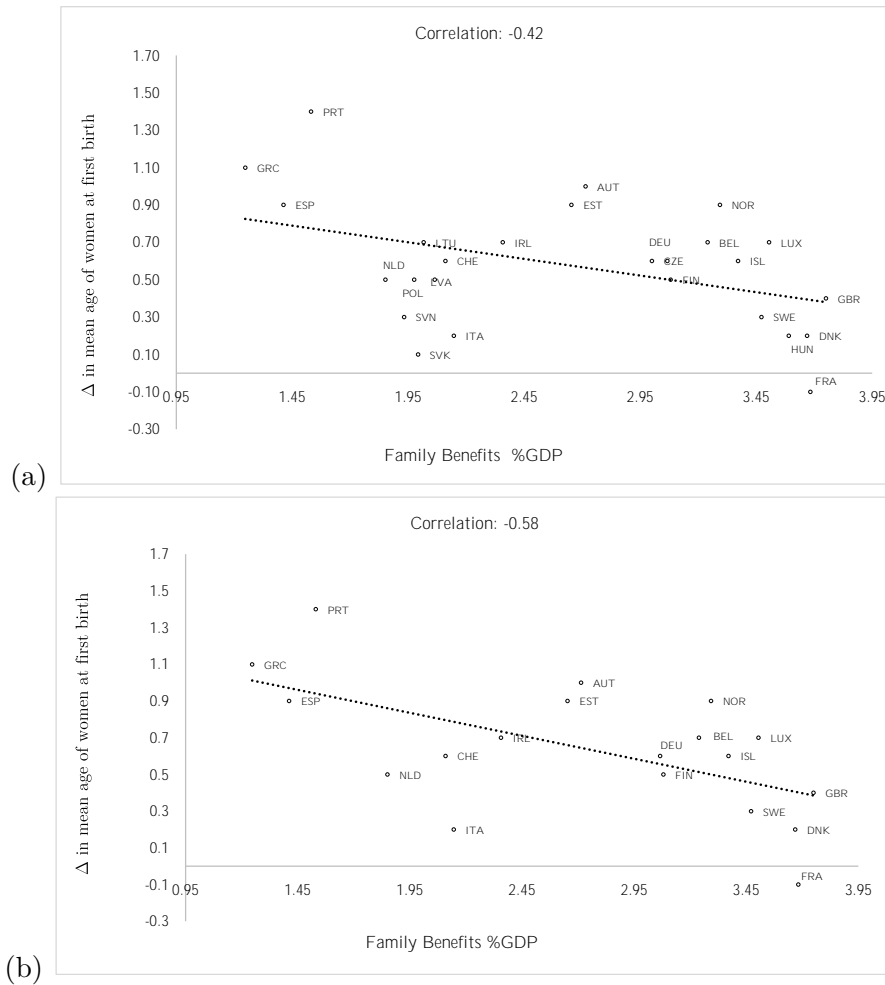 Correlation: -0.42
1.70
1.50
1.30
1.10
0.90
0.70
0.50
0.30
0.10
-0.10
-0.30
Δ in mean age of women at first birth
PRT
GRC
ESP
AUT
EST
NOR
LTU
IRL
DEU
BEL
LUX
CHE
CZE
ISL
NLD
POL
LVA
FIN
GBR
SVN
SWE
ITA
DNK
SVK
HUN
FRA
0.95 1.45 1.95 2.45 2.95 3.45 3.95
Family Benefits %GDP
(a)
Correlation: -0.58
1.7
1.5
1.3
1.1
0.9
0.7
0.5
0.3
0.1
-0.1
-0.3
Δ in mean age of women at first birth
PRT
GRC
AUT
ESP
EST
NOR
IRL
DEU
BEL
LUX
CHE
ISL
NLD
FIN
GBR
SWE
ITA
DNK
FRA
0.95 1.45 1.95 2.45 2.95 3.45 3.95
Family Benefits %GDP
(b)